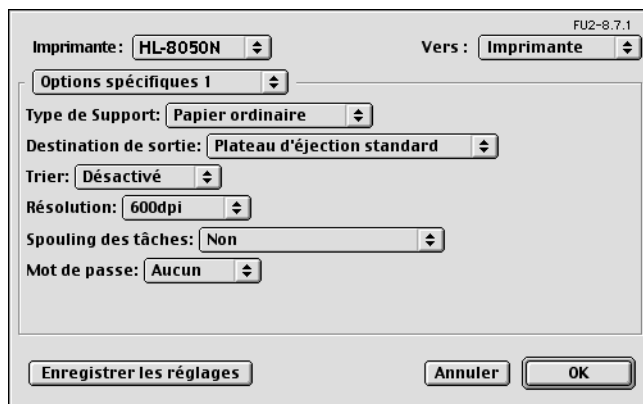 FU2-8.7.1
Imprimante: HL-8050N Vers: Imprimante
Options spécifiques 1
Type de Support: Papier ordinaire
Destination de sortie: Plateau d'éjection standard
Trier: Désactivé
Résolution: 600dpi
Spouling des tâches: Non
Mot de passe: Aucun
Enregistrer les réglages Annuler OK